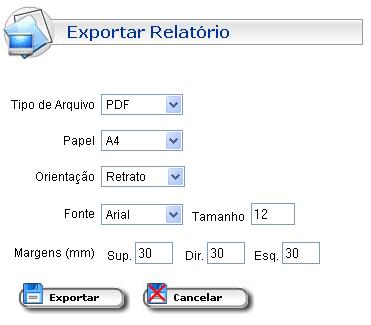 Exportar Relatório
Tipo de Arquivo PDF
Papel A4
Orientação Retrato
Fonte Arial Tamanho 12
Margens (mm) Sup. 30 Dir. 30 Esq. 30
Exportar Cancelar